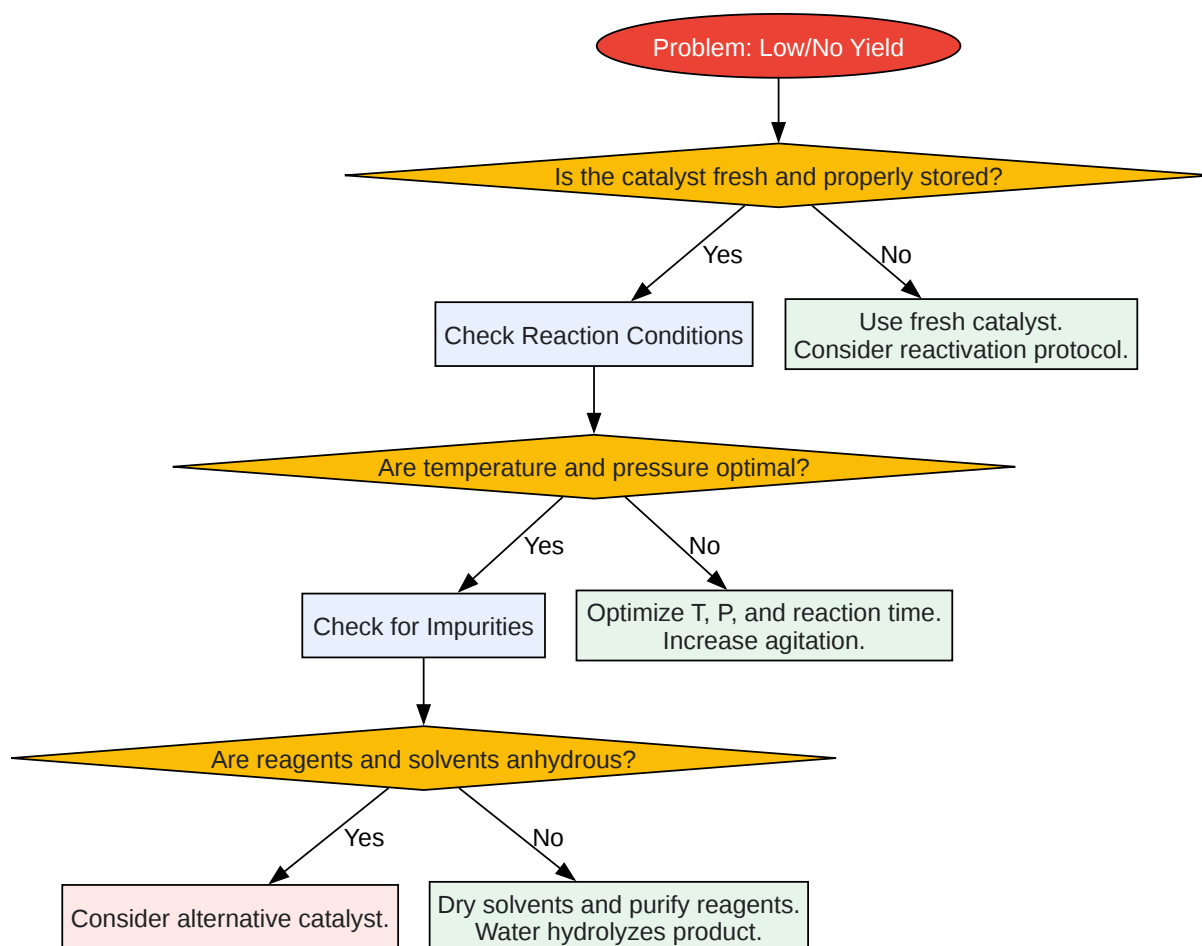 Problem: Low/No Yield
Is the catalyst fresh and properly stored?
Yes
No
Check Reaction Conditions
Use fresh catalyst.
Consider reactivation protocol.
Are temperature and pressure optimal?
Yes
No
Check for Impurities
Optimize T, P, and reaction time.
Increase agitation.
Are reagents and solvents anhydrous?
Yes
No
Consider alternative catalyst.
Dry solvents and purify reagents.
Water hydrolyzes product.